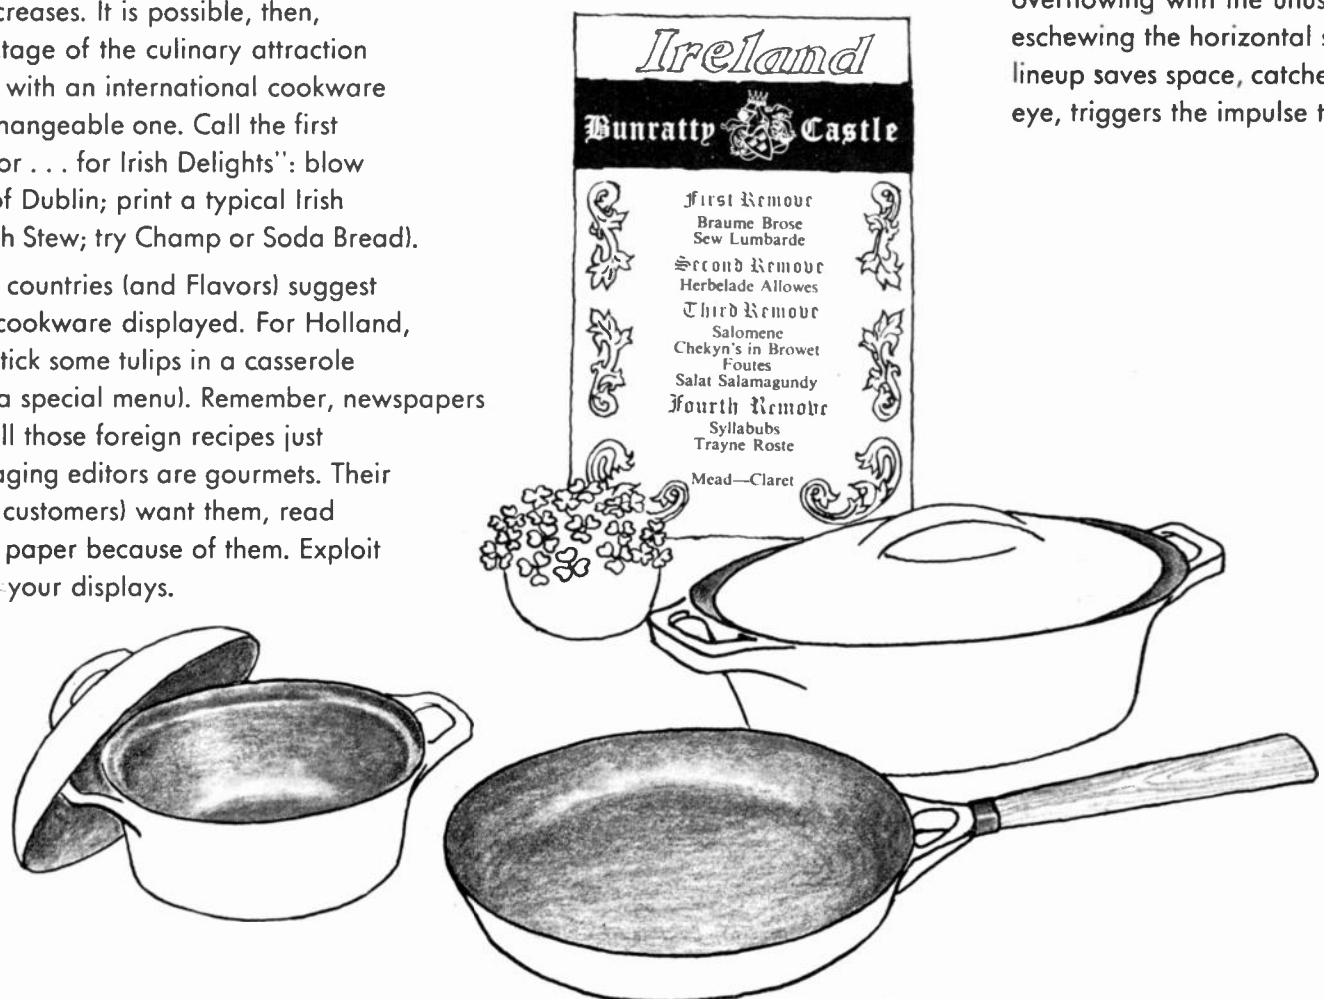 creases. It is possible, then,
tage of the culinary attraction
with an international cookware
hangeable one. Call the first
or . . . for Irish Delights": blow
of Dublin; print a typical Irish
h Stew; try Champ or Soda Bread).
countries (and Flavors) suggest
cookware displayed. For Holland,
tick some tulips in a casserole
a special menu). Remember, newspapers
ll those foreign recipes just
aging editors are gourmets. Their
customers) want them, read
paper because of them. Exploit
your displays.
Ireland
Bunratty Castle
First Remove
Braume Brose
Sew Lumbarde
Second Remove
Herbelade Allowes
Third Remove
Salomene
Chekyn's in Browet
Foutes
Salat Salamagundy
Fourth Remove
Syllabubs
Trayne Roste
Mead—Claret
overflowing with the unus
eschewing the horizontal s
lineup saves space, catche
eye, triggers the impulse t